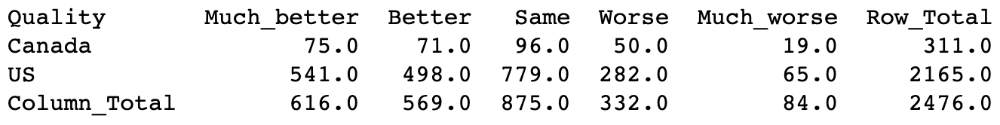 Quality Much_better Better Same Worse Much_worse Row_Total
Canada 75.0 71.0 96.0 50.0 19.0 311.0
US 541.0 498.0 779.0 282.0 65.0 2165.0
Column_Total 616.0 569.0 875.0 332.0 84.0 2476.0